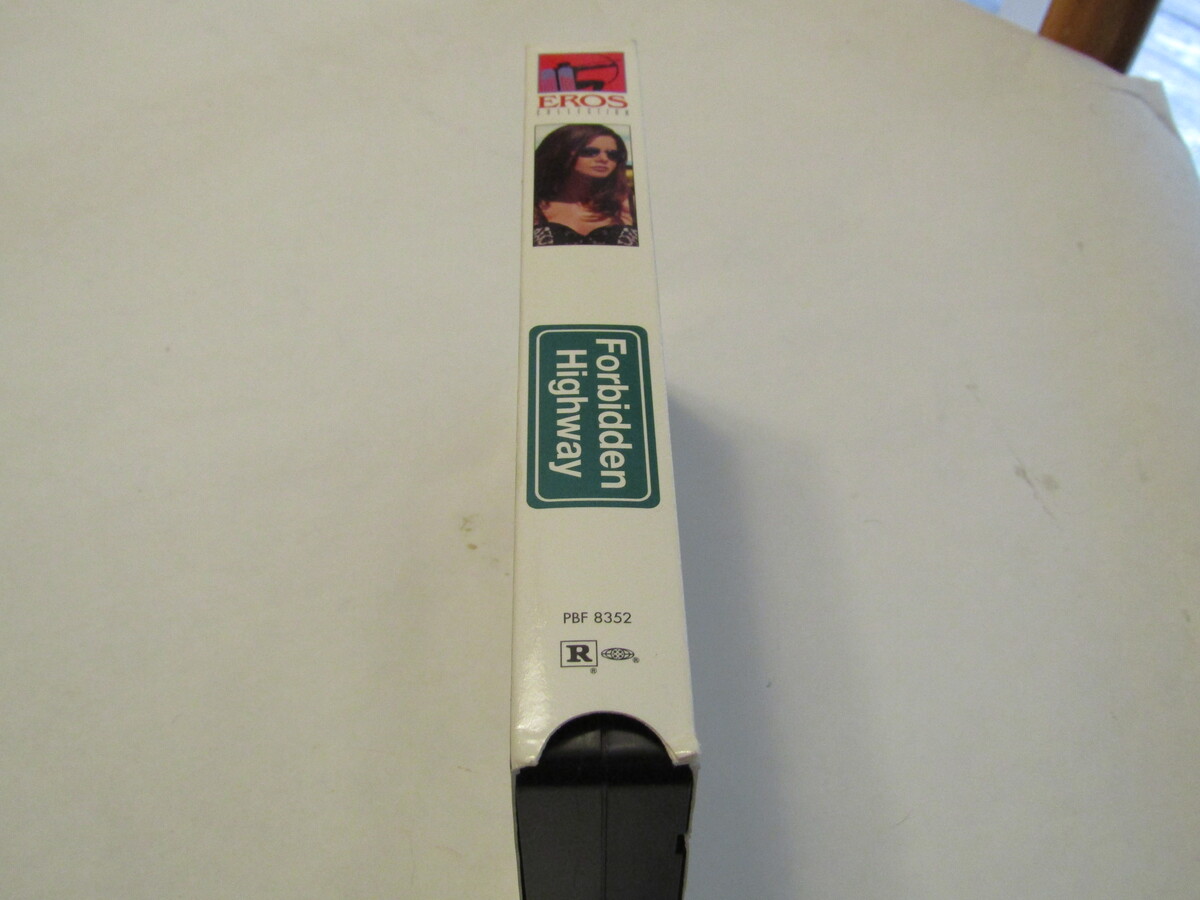 EROS
COLLECTION
Forbidden
Highway
PBF 8352
R ®
®